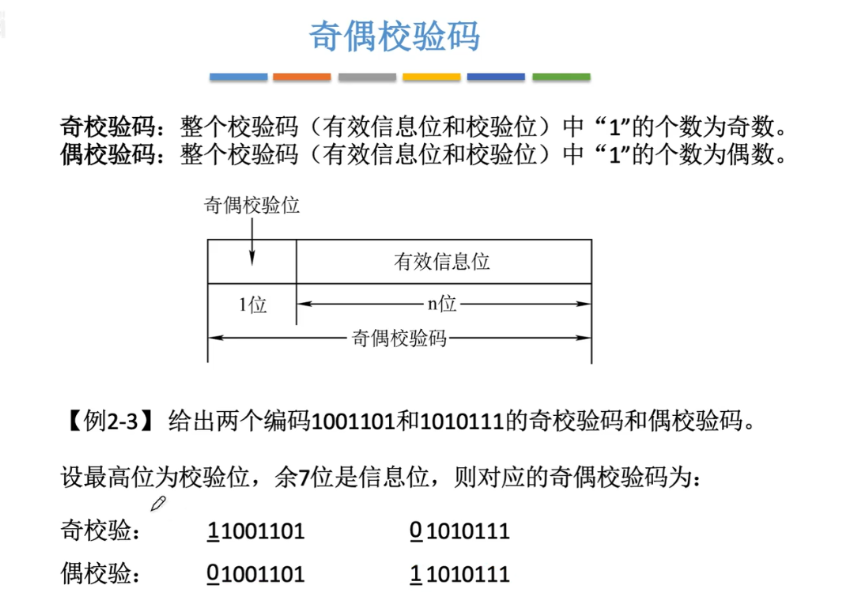 奇偶校验码
奇校验码：整个校验码（有效信息位和校验位）中“1”的个数为奇数。
偶校验码：整个校验码（有效信息位和校验位）中“1”的个数为偶数。
奇偶校验位
有效信息位
1位 n位
奇偶校验码
【例2-3】 给出两个编码1001101和1010111的奇校验码和偶校验码。
设最高位为校验位，余7位是信息位，则对应的奇偶校验码为：
奇校验： 11001101 01010111
偶校验： 01001101 11010111